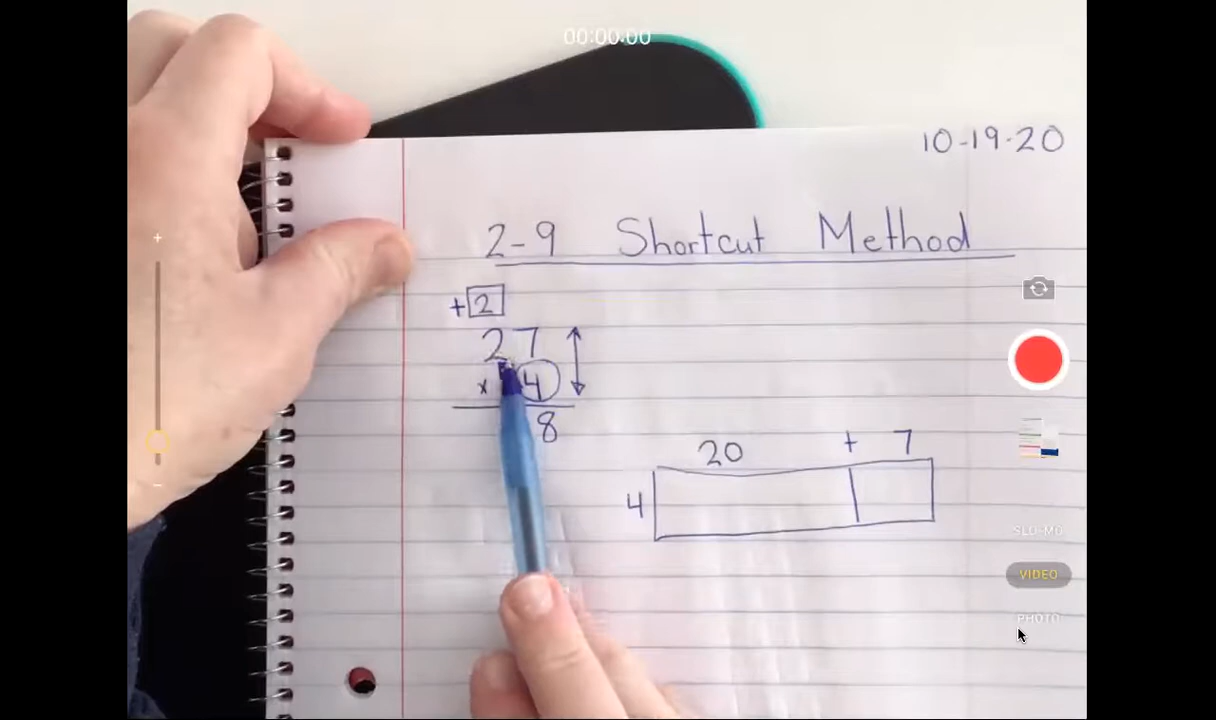 00:00.00
10-19-20
2-9 Shortcut Method
+ 2
27
× 4
8
20 + 7
4
SLO-MO
VIDEO
PHOTO